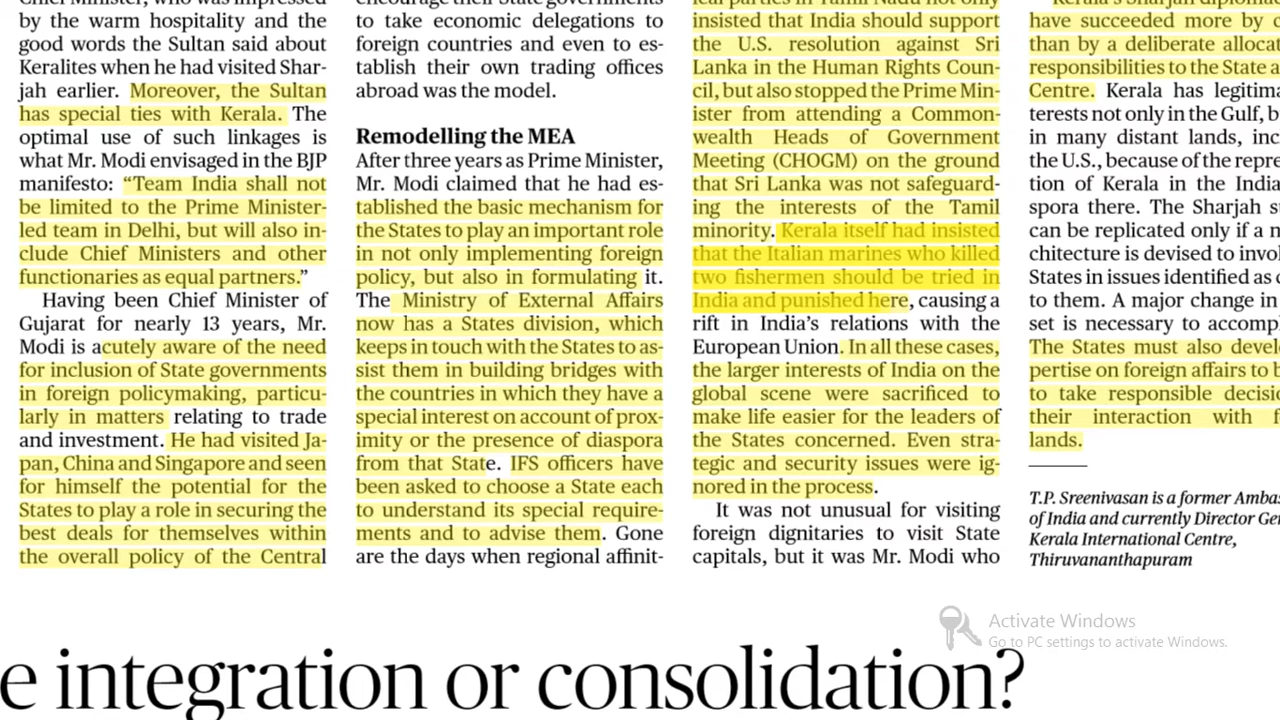 by the warm hospitality and the
good words the Sultan said about
Keralites when he had visited Shar-
jah earlier. Moreover, the Sultan
has special ties with Kerala. The
optimal use of such linkages is
what Mr. Modi envisaged in the BJP
manifesto: “Team India shall not
be limited to the Prime Minister-
led team in Delhi, but will also in-
clude Chief Ministers and other
functionaries as equal partners.”
Having been Chief Minister of
Gujarat for nearly 13 years, Mr.
Modi is acutely aware of the need
for inclusion of State governments
in foreign policymaking, particu-
larly in matters relating to trade
and investment. He had visited Ja-
pan, China and Singapore and seen
for himself the potential for the
States to play a role in securing the
best deals for themselves within
the overall policy of the Central
to take economic delegations to
foreign countries and even to es-
tablish their own trading offices
abroad was the model.
Remodelling the MEA
After three years as Prime Minister,
Mr. Modi claimed that he had es-
tablished the basic mechanism for
the States to play an important role
in not only implementing foreign
policy, but also in formulating it.
The Ministry of External Affairs
now has a States division, which
keeps in touch with the States to as-
sist them in building bridges with
the countries in which they have a
special interest on account of prox-
imity or the presence of diaspora
from that State. IFS officers have
been asked to choose a State each
to understand its special require-
ments and to advise them. Gone
are the days when regional affinit-
insisted that India should support
the U.S. resolution against Sri
Lanka in the Human Rights Coun-
cil, but also stopped the Prime Min-
ister from attending a Common-
wealth Heads of Government
Meeting (CHOGM) on the ground
that Sri Lanka was not safeguard-
ing the interests of the Tamil
minority. Kerala itself had insisted
that the Italian marines who killed
two fishermen should be tried in
India and punished here, causing a
rift in India’s relations with the
European Union. In all these cases,
the larger interests of India on the
global scene were sacrificed to
make life easier for the leaders of
the States concerned. Even stra-
tegic and security issues were ig-
nored in the process.
It was not unusual for visiting
foreign dignitaries to visit State
capitals, but it was Mr. Modi who
have succeeded more by c
than by a deliberate allocat
responsibilities to the State a
Centre. Kerala has legitima
terests not only in the Gulf, b
in many distant lands, inc
the U.S., because of the repre
tion of Kerala in the India
spora there. The Sharjah s
can be replicated only if a n
chitecture is devised to invol
States in issues identified as c
to them. A major change in
set is necessary to accomp
The States must also devel
pertise on foreign affairs to b
to take responsible decisio
their interaction with f
lands.
T.P. Sreenivasan is a former Ambas
of India and currently Director Ge
Kerala International Centre,
Thiruvananthapuram
Activate Windows
Go to PC settings to activate Windows.
e integration or consolidation?